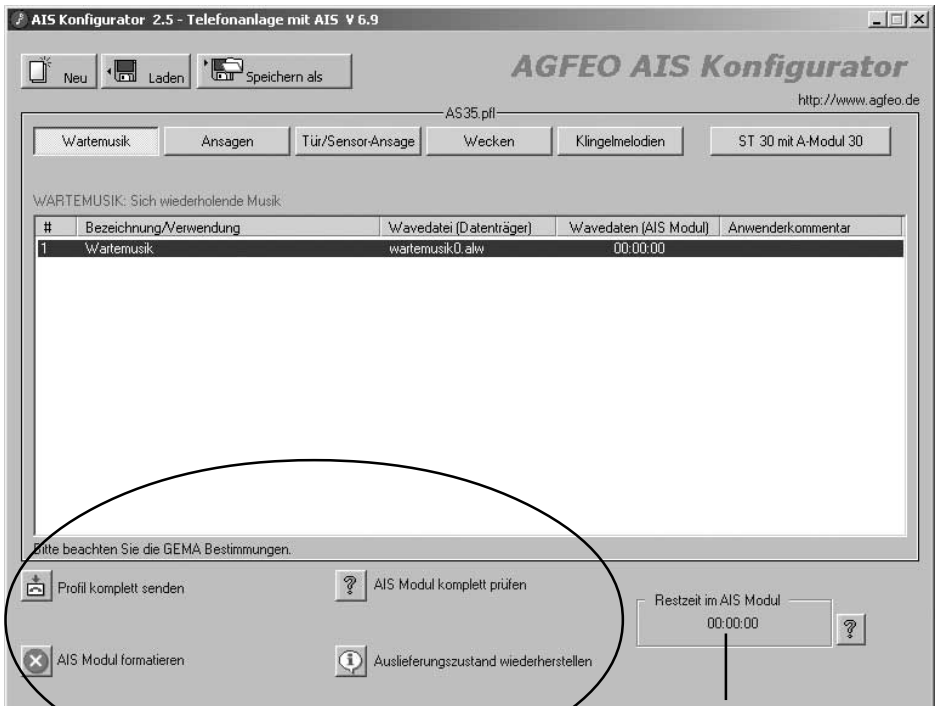 AIS Konfigurator 2.5 - Telefonanlage mit AIS V 6.9
Neu Laden Speichern als
AGFEO AIS Konfigurator
http://www.agfeo.de
AS35.pfl
Wartemusik Ansagen Tür/Sensor-Ansage Wecken Klingelmelodien ST 30 mit A-Modul 30
WARTEMUSIK: Sich wiederholende Musik
# Bezeichnung/Verwendung Wavedatei (Datenträger) Wavedaten (AIS Modul) Anwenderkommentar
1 Wartemusik wartemusik0.alw 00:00:00
Bitte beachten Sie die GEMA Bestimmungen.
Profil komplett senden ? AIS Modul komplett prüfen
Restzeit im AIS Modul
00:00:00 ?
AIS Modul formatieren Auslieferungszustand wiederherstellen